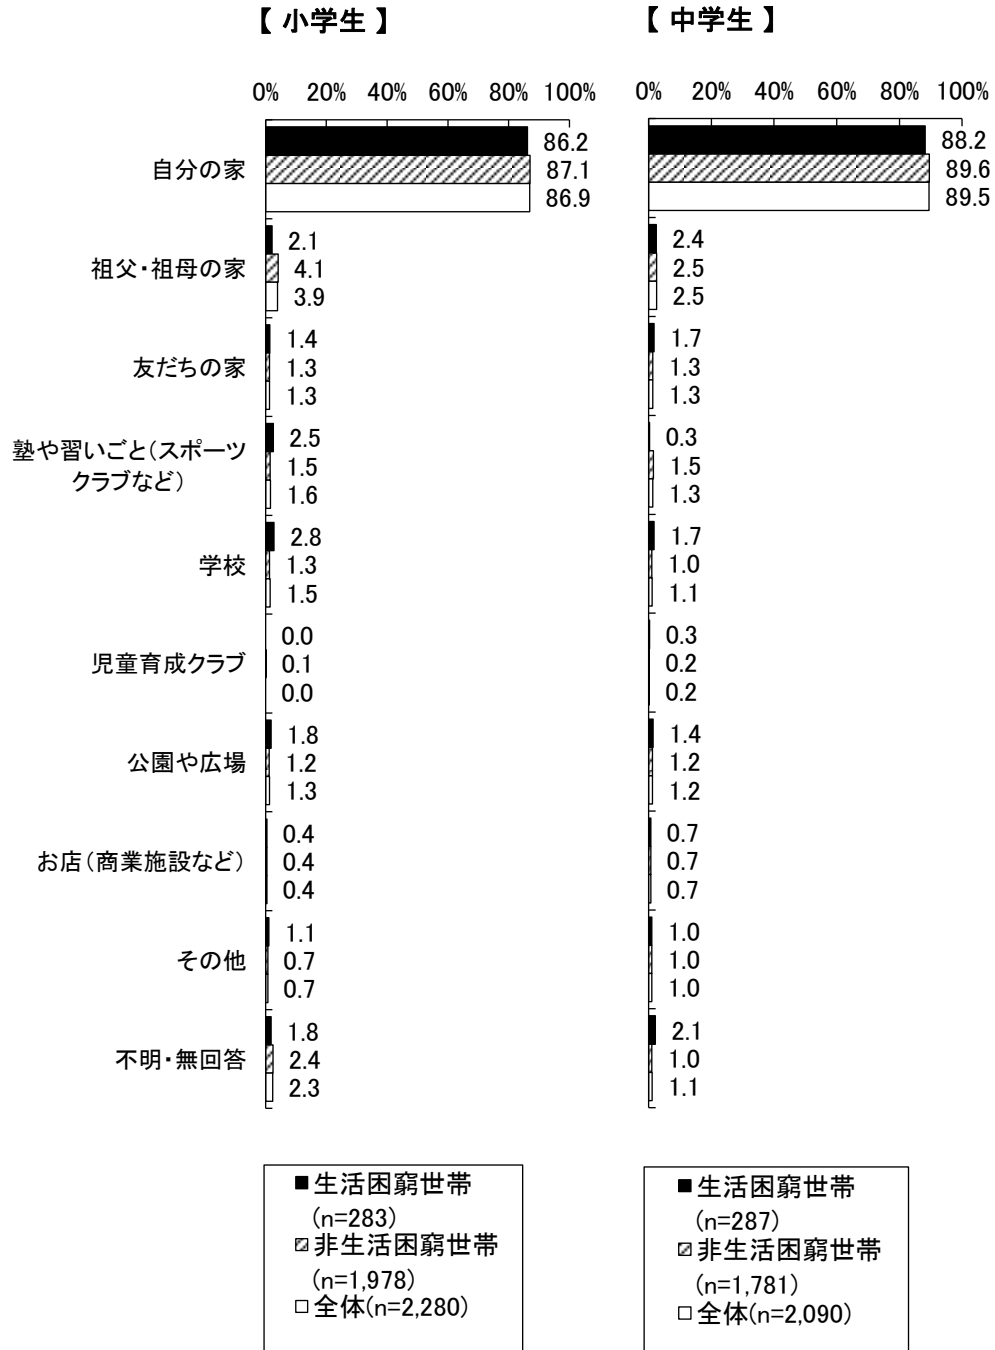 【 小学生 】
【 中学生 】
0% 20% 40% 60% 80% 100%
0% 20% 40% 60% 80% 100%
自分の家
86.2
87.1
86.9
88.2
89.6
89.5
祖父・祖母の家
2.1
4.1
3.9
2.4
2.5
2.5
友だちの家
1.4
1.3
1.3
1.7
1.3
1.3
塾や習いごと(スポーツ
クラブなど)
2.5
1.5
1.6
0.3
1.5
1.3
学校
2.8
1.3
1.5
1.7
1.0
1.1
児童育成クラブ
0.0
0.1
0.0
0.3
0.2
0.2
公園や広場
1.8
1.2
1.3
1.4
1.2
1.2
お店(商業施設など)
0.4
0.4
0.4
0.7
0.7
0.7
その他
1.1
0.7
0.7
1.0
1.0
1.0
不明・無回答
1.8
2.4
2.3
2.1
1.0
1.1
生活困窮世帯
(n=283)
非生活困窮世帯
(n=1,978)
全体(n=2,280)
生活困窮世帯
(n=287)
非生活困窮世帯
(n=1,781)
全体(n=2,090)